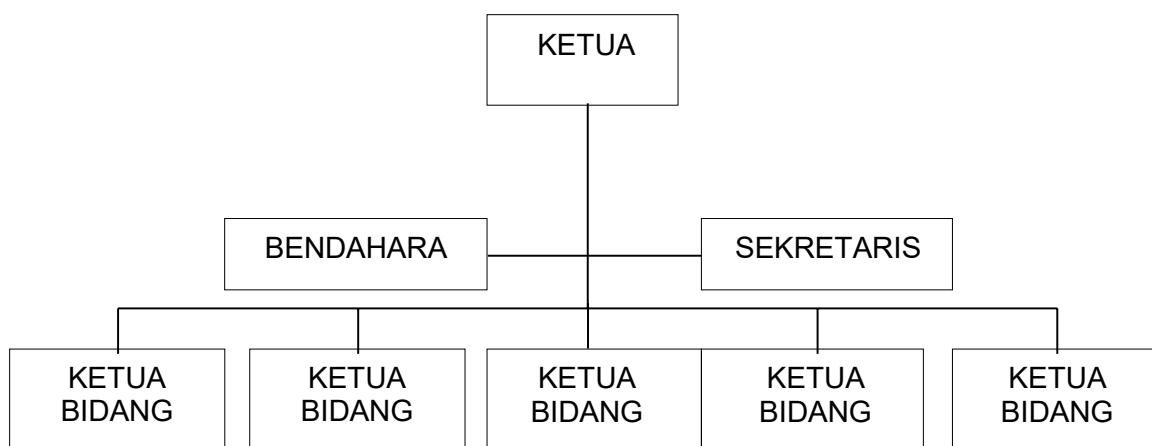 KETUA
BENDAHARA
SEKRETARIS
KETUA
BIDANG
KETUA
BIDANG
KETUA
BIDANG
KETUA
BIDANG
KETUA
BIDANG